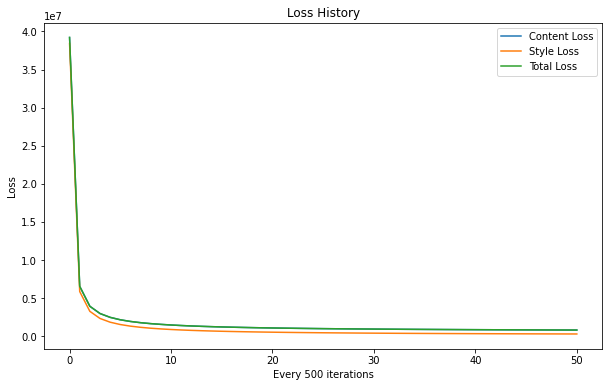 Loss History
1e7
Content Loss
Style Loss
Total Loss
4.0
3.5
3.0
2.5
2.0
1.5
1.0
0.5
0.0
Loss
0 10 20 30 40 50
Every 500 iterations